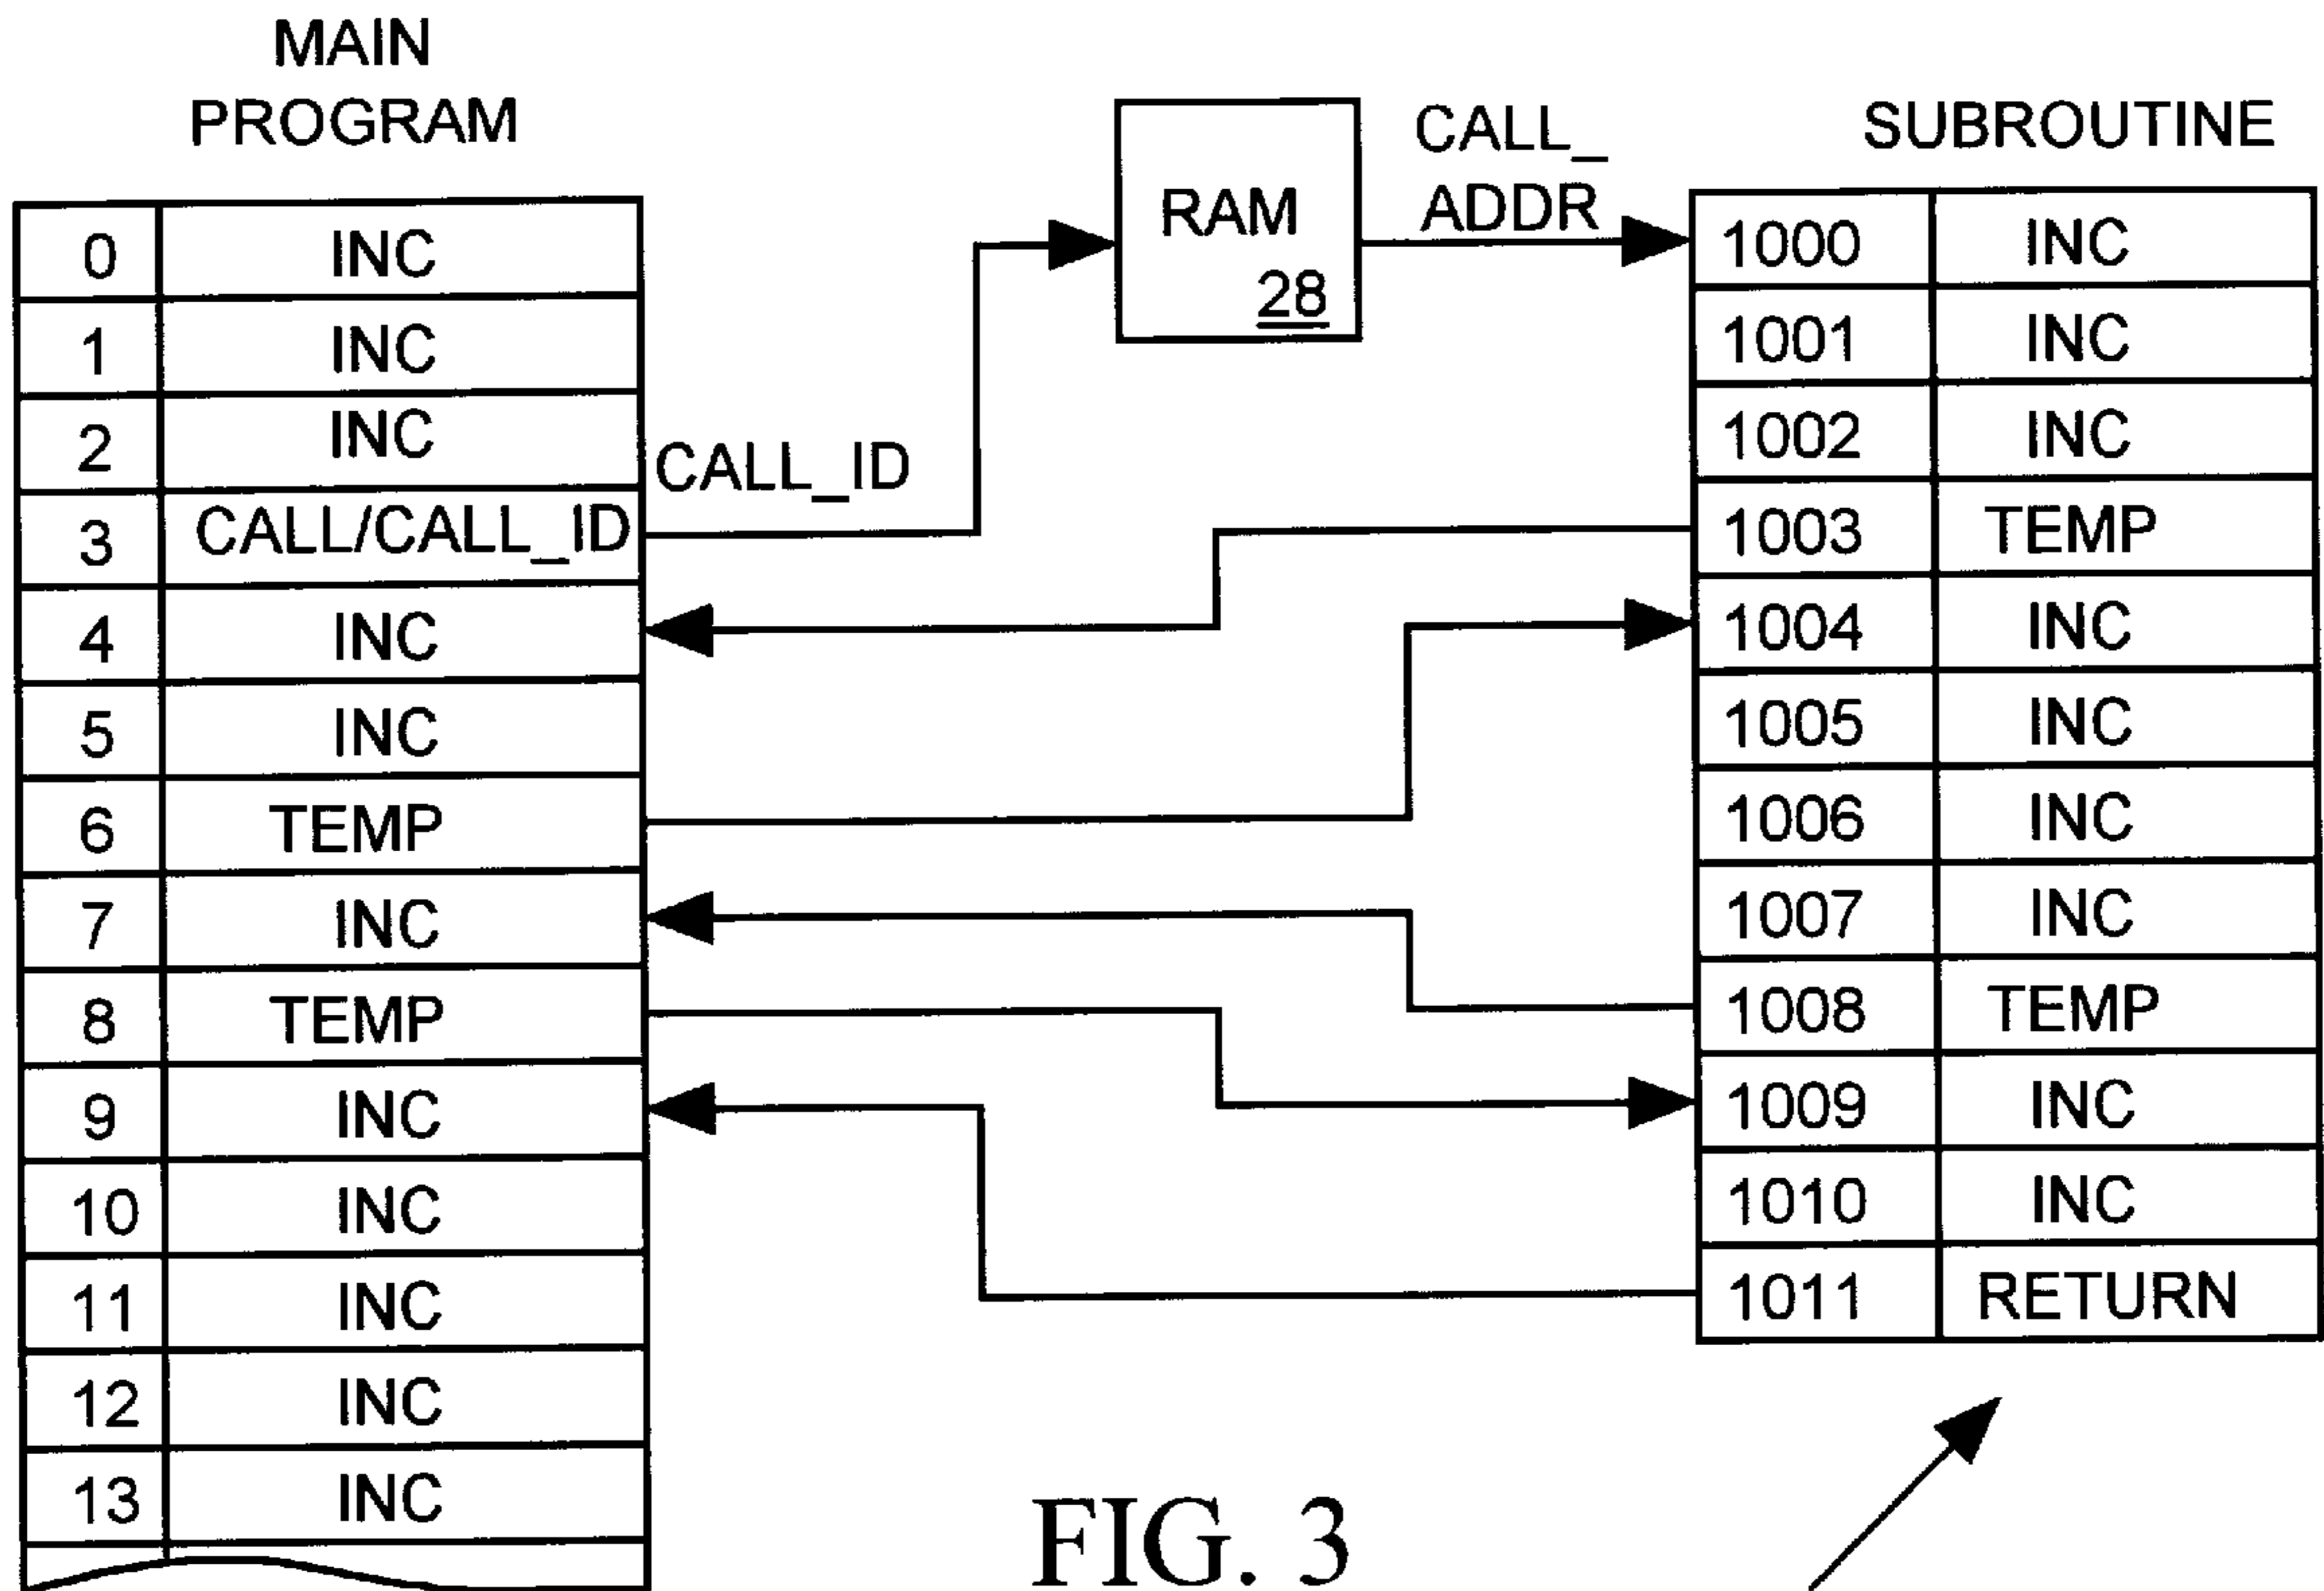 MAIN
PROGRAM
0 INC
1 INC
2 INC
3 CALL/CALL_ID
4 INC
5 INC
6 TEMP
7 INC
8 TEMP
9 INC
10 INC
11 INC
12 INC
13 INC
CALL_ID
RAM
28
CALL_
ADDR
SUBROUTINE
1000 INC
1001 INC
1002 INC
1003 TEMP
1004 INC
1005 INC
1006 INC
1007 INC
1008 TEMP
1009 INC
1010 INC
1011 RETURN
FIG. 3